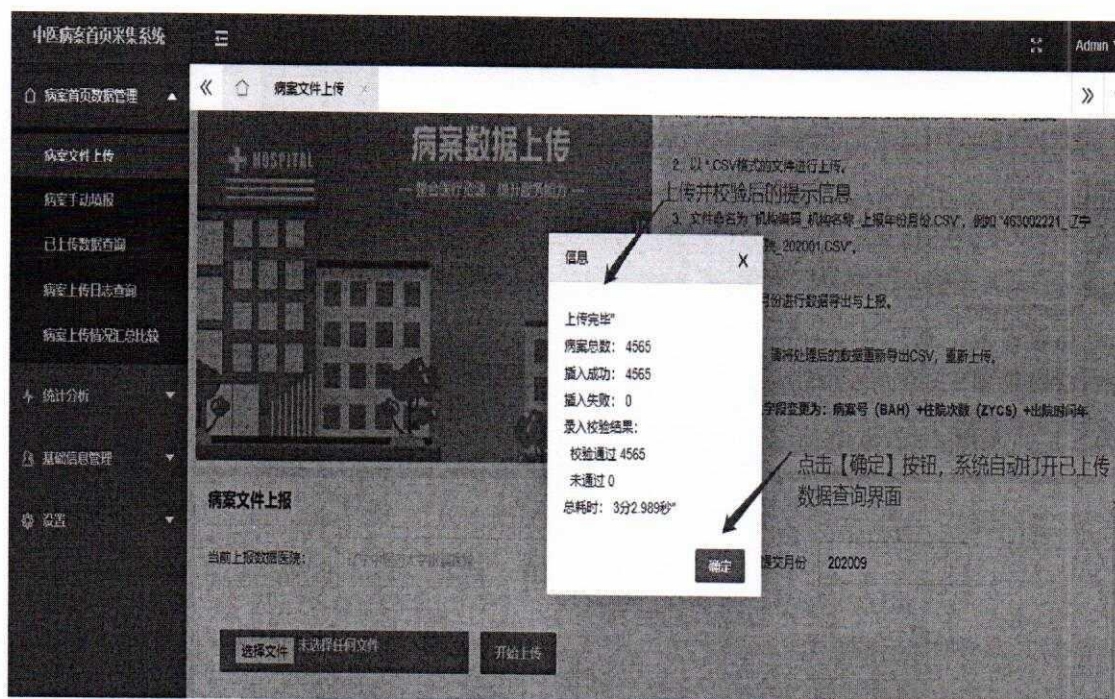 中医病案首页采集系统
Admin
病案首页数据管理
病案文件上传
病案文件上传
病案手动填报
已上传数据查询
病案上传日志查询
病案上传情况汇总比较
统计分析
基础信息管理
设置
HOSPITAL
病案数据上传
2. 以 *.CSV模式的文件进行上传。
上传并校验后的提示信息
3. 文件命名为“机构编码_机构名称_上报年份月份.CSV”, 例如“463002221_辽中
_202001.CSV”。
月份进行数据导出与上报。
请将处理后的数据重新导出CSV，重新上传。
字段变更为：病案号（BAH）+住院次数（ZYCS）+出院时间年
信息
X
上传完毕"
病案总数： 4565
插入成功： 4565
插入失败： 0
录入校验结果：
校验通过 4565
未通过 0
总耗时： 3分2.989秒"
确定
点击【确定】按钮，系统自动打开已上传
数据查询界面
病案文件上报
当前上报数据医院：
提交月份 202009
选择文件 未选择任何文件
开始上传